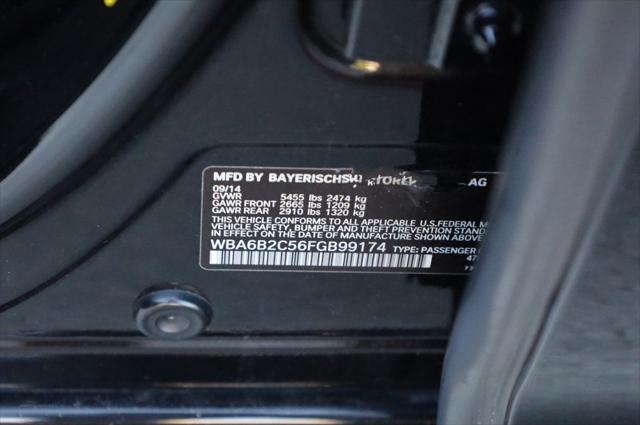 MFD BY BAYERISCHE AG
09/14
GVWR 5455 lbs 2474 kg
GAWR FRONT 2665 lbs 1209 kg
GAWR REAR 2910 lbs 1320 kg
THIS VEHICLE CONFORMS TO ALL APPLICABLE U.S. FEDERAL M
VEHICLE SAFETY, BUMPER, AND THEFT PREVENTION STANDA
IN EFFECT ON THE DATE OF MANUFACTURE SHOWN ABOVE
WBA6B2C56FGB99174 TYPE: PASSENGER
47